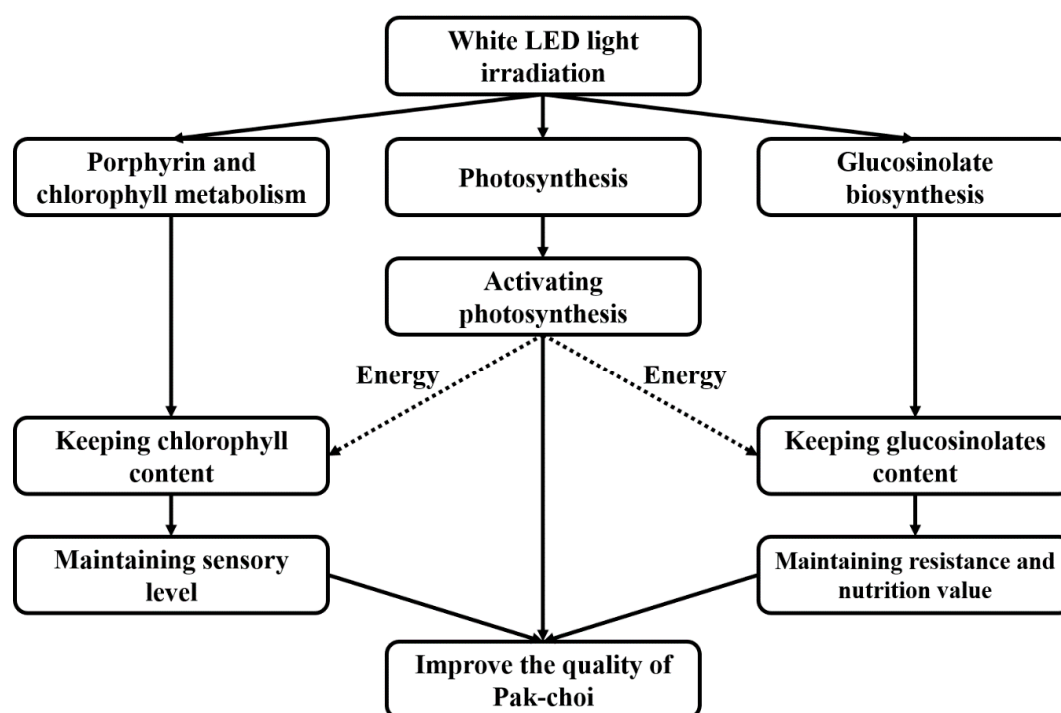 White LED light
irradiation
Porphyrin and
chlorophyll metabolism
Photosynthesis
Glucosinolate
biosynthesis
Activating
photosynthesis
Energy
Energy
Keeping chlorophyll
content
Keeping glucosinolates
content
Maintaining sensory
level
Maintaining resistance and
nutrition value
Improve the quality of
Pak-choi